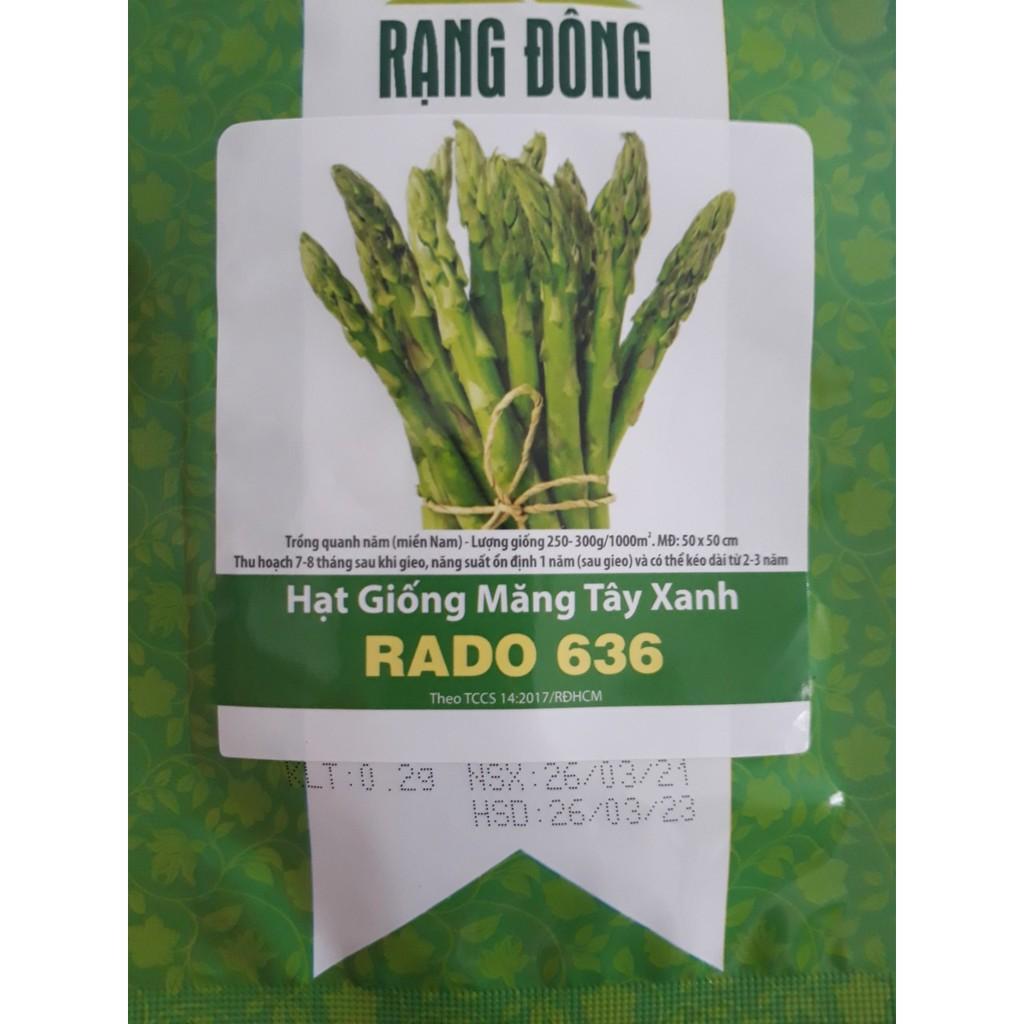 RẠNG ĐÔNG
Trồng quanh năm (miền Nam) - Lượng giống 250- 300g/1000m². MĐ: 50 x 50 cm
Thu hoạch 7-8 tháng sau khi gieo, năng suất ổn định 1 năm (sau gieo) và có thể kéo dài từ 2-3 năm
Hạt Giống Măng Tây Xanh
RADO 636
Theo TCCS 14:2017/RĐHCM
KLT:0.2g NSX:26/03/21
HSD:26/03/23